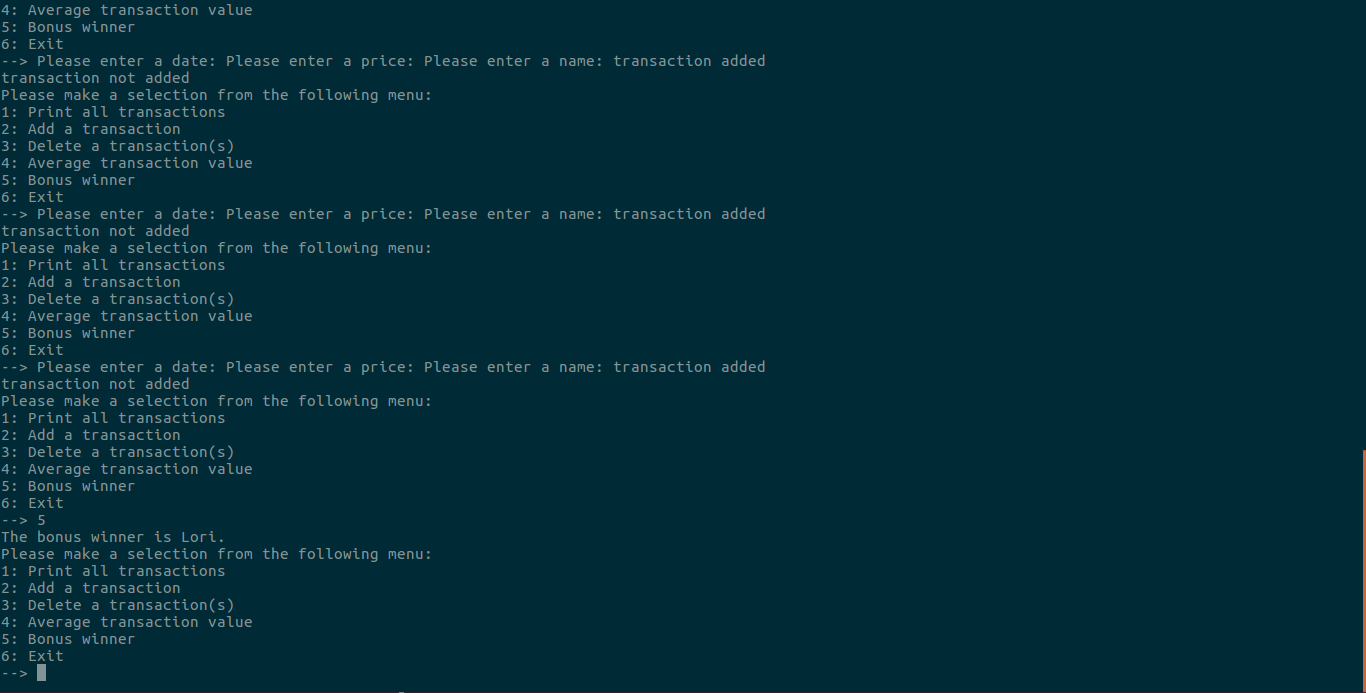 4: Average transaction value
5: Bonus winner
6: Exit
--> Please enter a date: Please enter a price: Please enter a name: transaction added
transaction not added
Please make a selection from the following menu:
1: Print all transactions
2: Add a transaction
3: Delete a transaction(s)
4: Average transaction value
5: Bonus winner
6: Exit
--> Please enter a date: Please enter a price: Please enter a name: transaction added
transaction not added
Please make a selection from the following menu:
1: Print all transactions
2: Add a transaction
3: Delete a transaction(s)
4: Average transaction value
5: Bonus winner
6: Exit
--> Please enter a date: Please enter a price: Please enter a name: transaction added
transaction not added
Please make a selection from the following menu:
1: Print all transactions
2: Add a transaction
3: Delete a transaction(s)
4: Average transaction value
5: Bonus winner
6: Exit
--> 5
The bonus winner is Lori.
Please make a selection from the following menu:
1: Print all transactions
2: Add a transaction
3: Delete a transaction(s)
4: Average transaction value
5: Bonus winner
6: Exit
-->